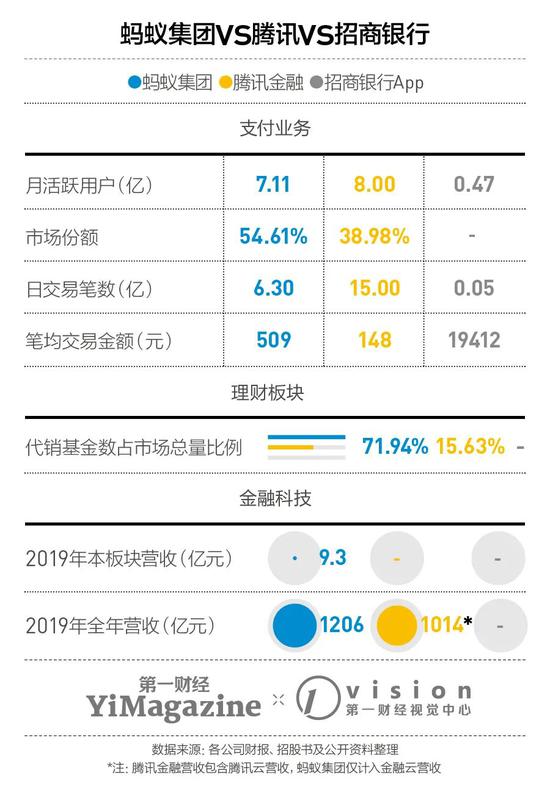 蚂蚁集团VS腾讯VS招商银行
蚂蚁集团 腾讯金融 招商银行App
支付业务
月活跃用户（亿） 7.11 8.00 0.47
市场份额 54.61% 38.98% -
日交易笔数（亿） 6.30 15.00 0.05
笔均交易金额（元） 509 148 19412
理财板块
代销基金数占市场总量比例 71.94% 15.63% -
金融科技
2019年本板块营收（亿元） 9.3 - -
2019年全年营收（亿元） 1206 1014* -
第一财经
YiMagazine × vision
第一财经视觉中心
数据来源：各公司财报、招股书及公开资料整理
*注：腾讯金融营收包含腾讯云营收，蚂蚁集团仅计入金融云营收